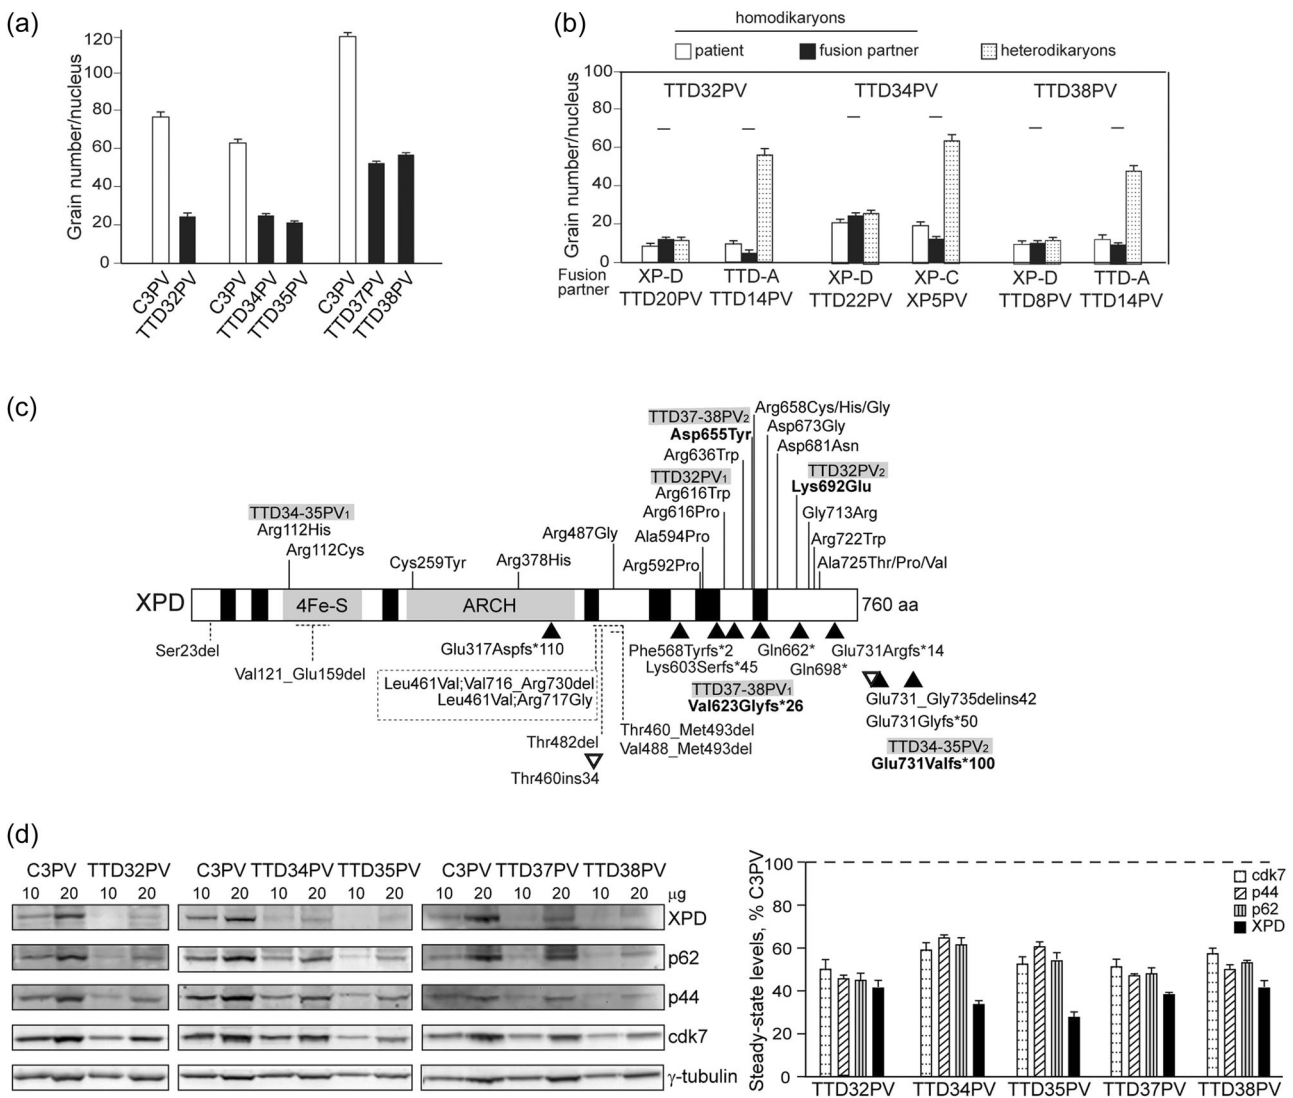 (a)
Grain number/nucleus
120
100
80
60
40
20
0
C3PV
TTD32PV
C3PV
TTD34PV
TTD35PV
C3PV
TTD37PV
TTD38PV
(b)
homodikaryons
patient
fusion partner
heterodikaryons
Grain number/nucleus
100
80
60
40
20
0
TTD32PV TTD34PV TTD38PV
Fusion
partner
XP-D TTD-A XP-D XP-C XP-D TTD-A
TTD20PV TTD14PV TTD22PV XP5PV TTD8PV TTD14PV
(c)
TTD37-38PV2
Asp655Tyr
Arg658Cys/His/Gly
Asp673Gly
Asp681Asn
Arg636Trp
TTD32PV1
Arg616Trp
Arg616Pro
TTD32PV2
Lys692Glu
Gly713Arg
Arg722Trp
Ala725Thr/Pro/Val
TTD34-35PV1
Arg112His
Arg112Cys
Cys259Tyr
Arg378His
Arg487Gly
Ala594Pro
Arg592Pro
XPD
4Fe-S
ARCH
760 aa
Ser23del
Val121_Glu159del
Glu317Aspfs*110
Leu461Val;Val716_Arg730del
Leu461Val;Arg717Gly
Thr482del
Thr460ins34
Thr460_Met493del
Val488_Met493del
Phe568Tyrfs*2
Lys603Serfs*45
TTD37-38PV1
Val623Glyfs*26
Gln662*
Gln698*
Glu731Argfs*14
Glu731_Gly735delins42
Glu731Glyfs*50
TTD34-35PV2
Glu731Valfs*100
(d)
C3PV TTD32PV C3PV TTD34PV TTD35PV C3PV TTD37PV TTD38PV
10 20 10 20 10 20 10 20 10 20 10 20 10 20 10 20 µg
XPD
p62
p44
cdk7
γ-tubulin
Steady-state levels, % C3PV
100
80
60
40
20
0
cdk7
p44
p62
XPD
TTD32PV TTD34PV TTD35PV TTD37PV TTD38PV